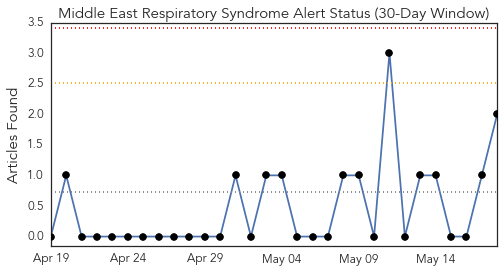 Middle East Respiratory Syndrome Alert Status (30-Day Window)
Articles Found
3.5
3.0
2.5
2.0
1.5
1.0
0.5
0.0
Apr 19 Apr 24 Apr 29 May 04 May 09 May 14